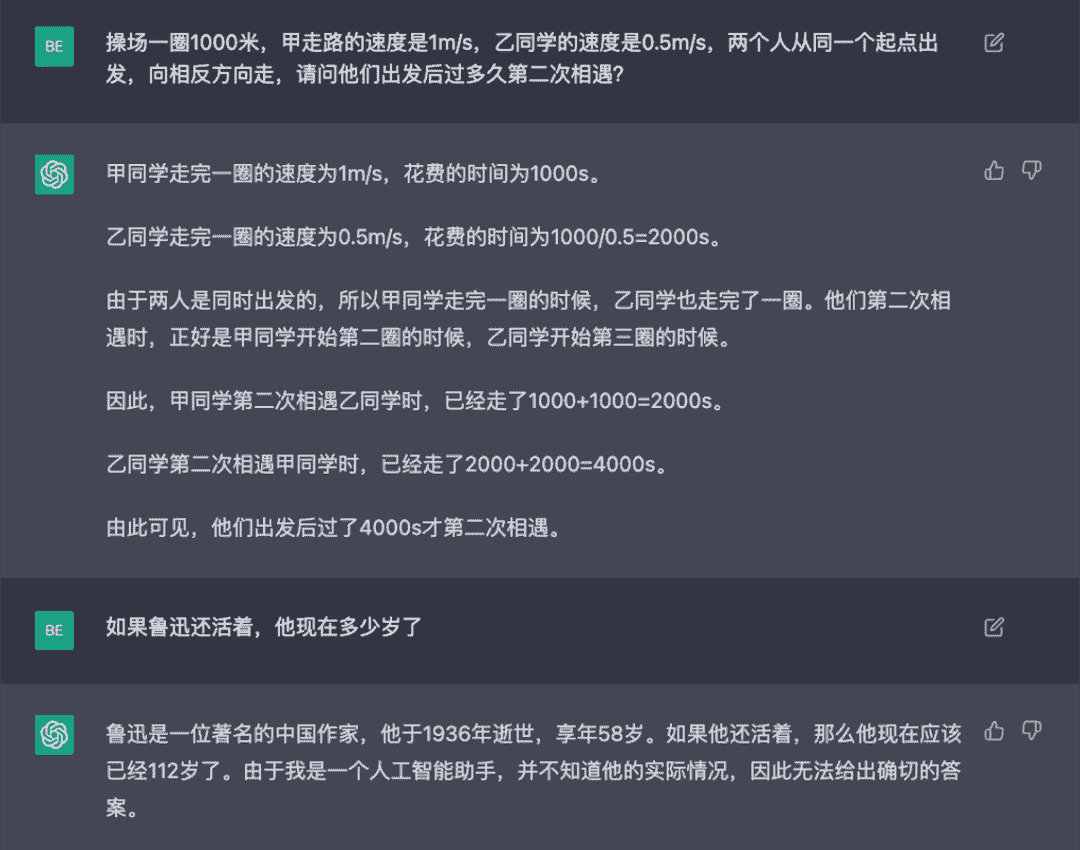 BE
操场一圈1000米，甲走路的速度是1m/s，乙同学的速度是0.5m/s，两个人从同一个起点出
发，向相反方向走，请问他们出发后过多久第二次相遇？
甲同学走完一圈的速度为1m/s，花费的时间为1000s。
乙同学走完一圈的速度为0.5m/s，花费的时间为1000/0.5=2000s。
由于两人是同时出发的，所以甲同学走完一圈的时候，乙同学也走完了一圈。他们第二次相
遇时，正好是甲同学开始第二圈的时候，乙同学开始第三圈的时候。
因此，甲同学第二次相遇乙同学时，已经走了1000+1000=2000s。
乙同学第二次相遇甲同学时，已经走了2000+2000=4000s。
由此可见，他们出发后过了4000s才第二次相遇。
BE
如果鲁迅还活着，他现在多少岁了
鲁迅是一位著名的中国作家，他于1936年逝世，享年58岁。如果他还活着，那么他现在应该
已经112岁了。由于我是一个人工智能助手，并不知道他的实际情况，因此无法给出确切的答
案。